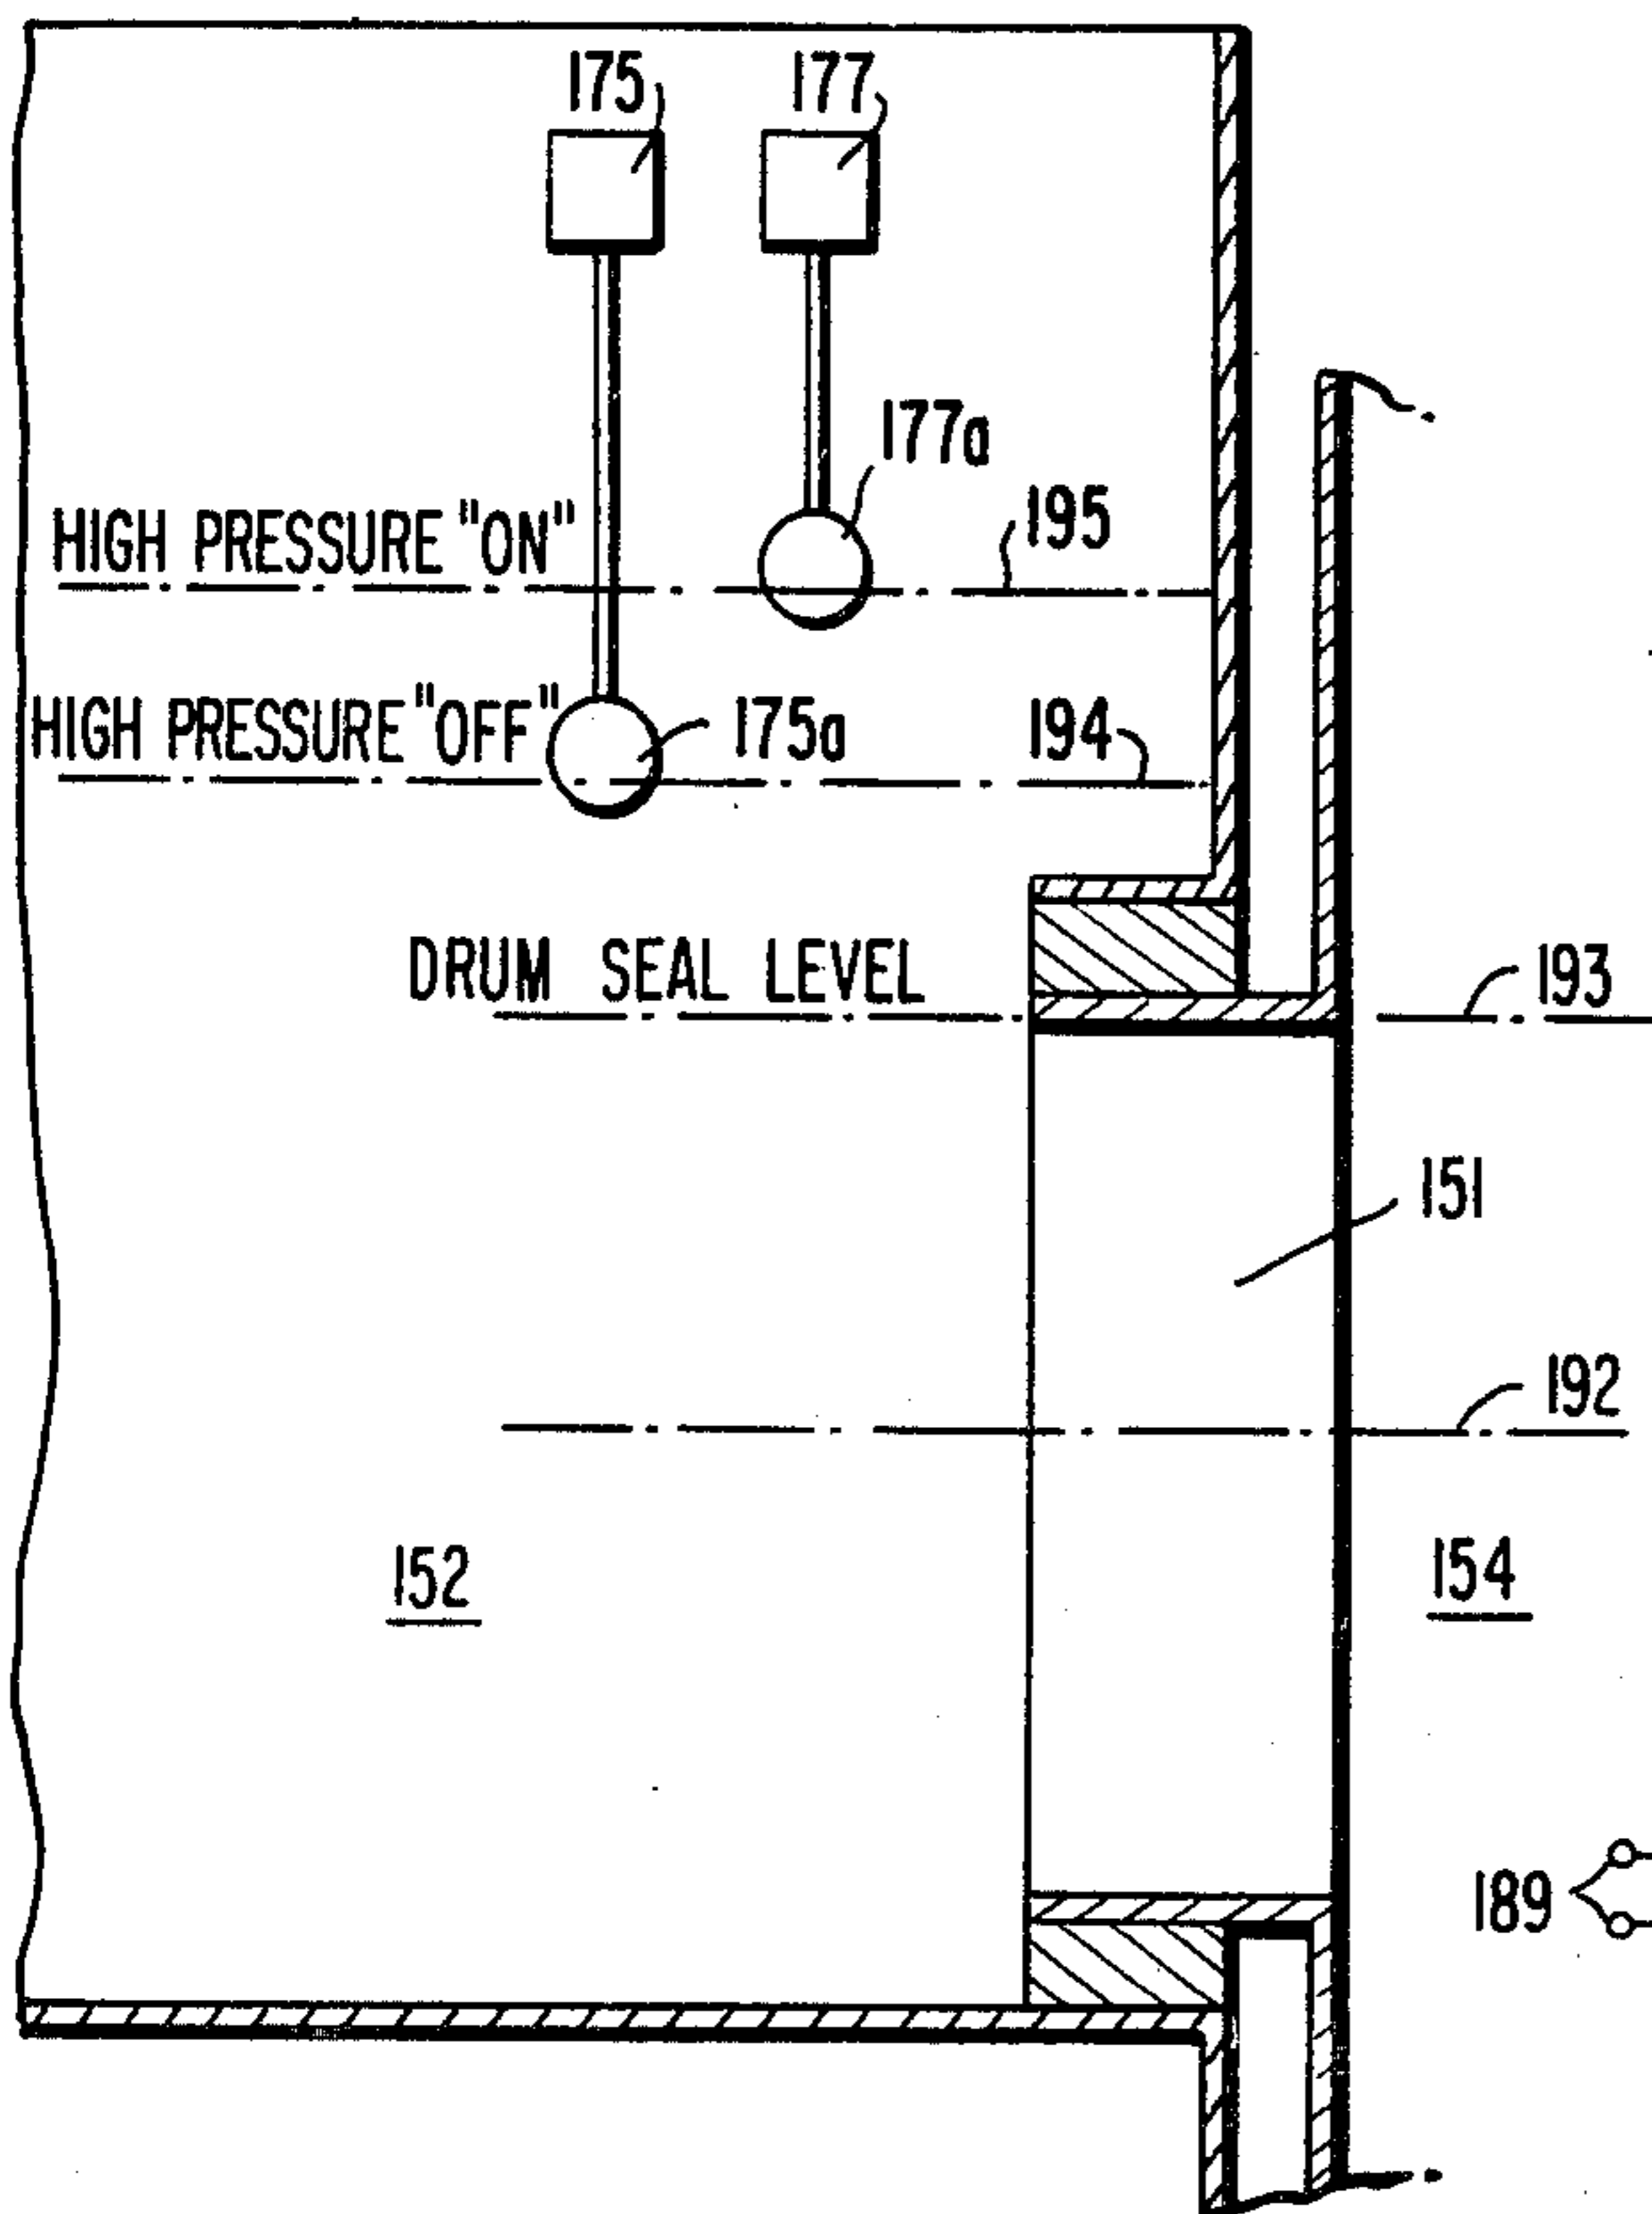 175 177
177a
HIGH PRESSURE "ON" 195
HIGH PRESSURE "OFF" 175a 194
DRUM SEAL LEVEL 193
151
192
152 154
189